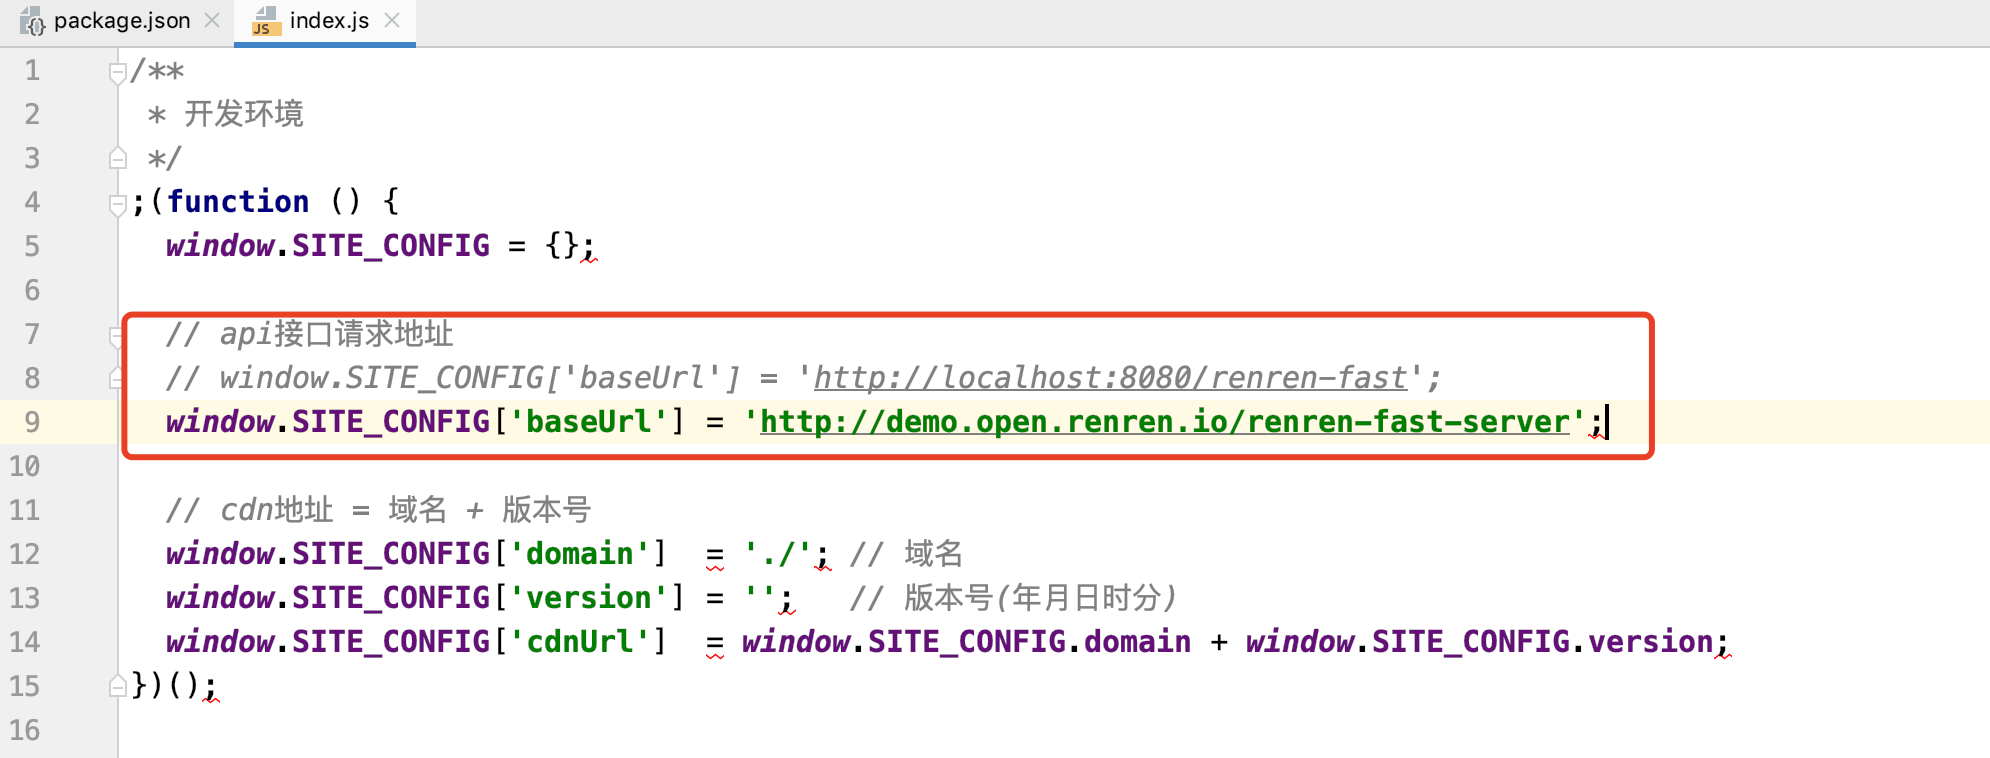 package.json index.js
1 /**
2 * 开发环境
3 */
4 ;(function () {
5 window.SITE_CONFIG = {};
6
7 // api接口请求地址
8 // window.SITE_CONFIG['baseUrl'] = 'http://localhost:8080/renren-fast';
9 window.SITE_CONFIG['baseUrl'] = 'http://demo.open.renren.io/renren-fast-server';
10
11 // cdn地址 = 域名 + 版本号
12 window.SITE_CONFIG['domain']  = './'; // 域名
13 window.SITE_CONFIG['version'] = '';   // 版本号(年月日时分)
14 window.SITE_CONFIG['cdnUrl']  = window.SITE_CONFIG.domain + window.SITE_CONFIG.version;
15 })();
16